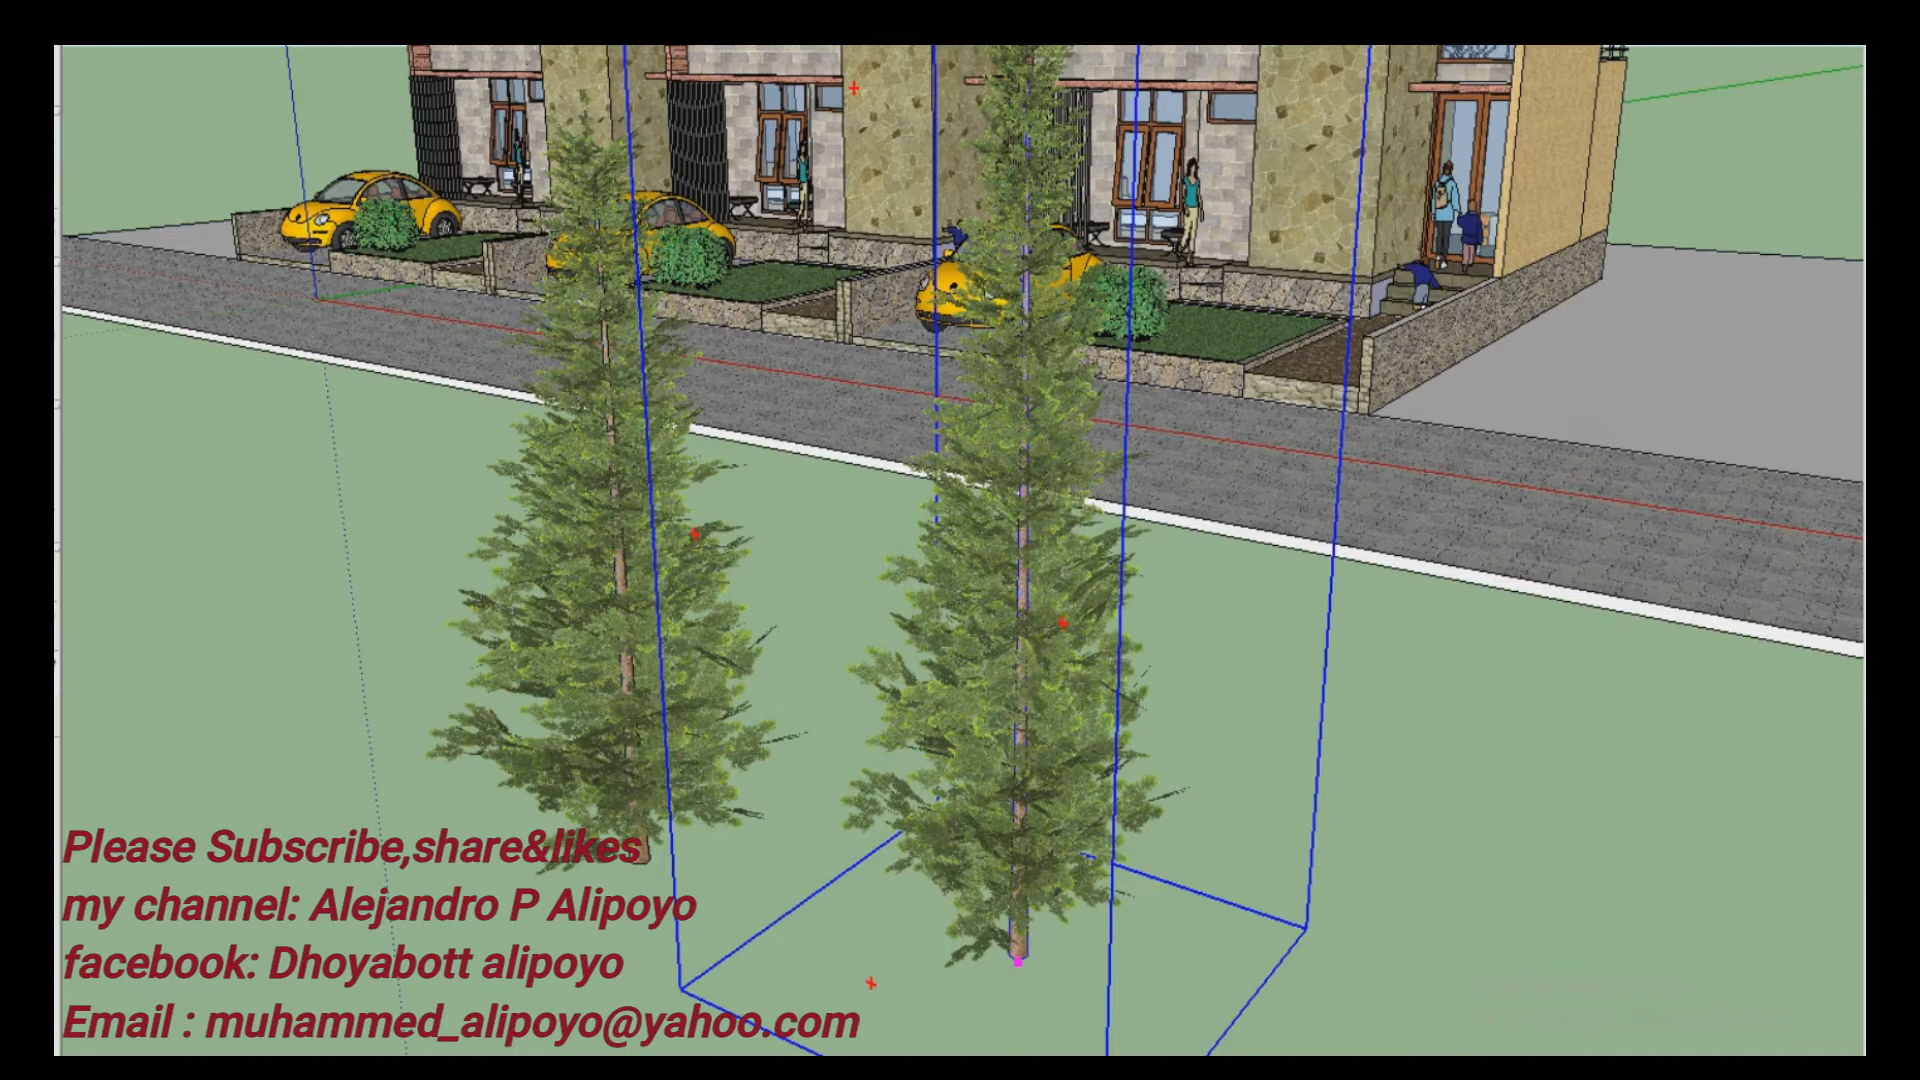 Please Subscribe,share&likes
my channel: Alejandro P Alipoyo
facebook: Dhoyabott alipoyo
Email : muhammed_alipoyo@yahoo.com